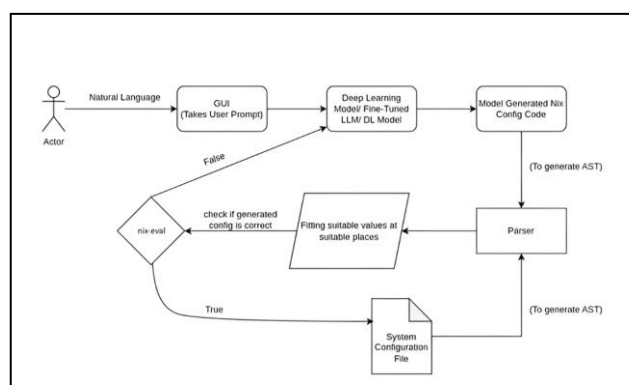 Natural Language
Actor
GUI
(Takes User Prompt)
Deep Learning
Model/ Fine-Tuned
LLM/ DL Model
Model Generated Nix
Config Code
(To generate AST)
False
nix-eval
check if generated
config is correct
Fitting suitable values at
suitable places
Parser
True
System
Configuration
File
(To generate AST)